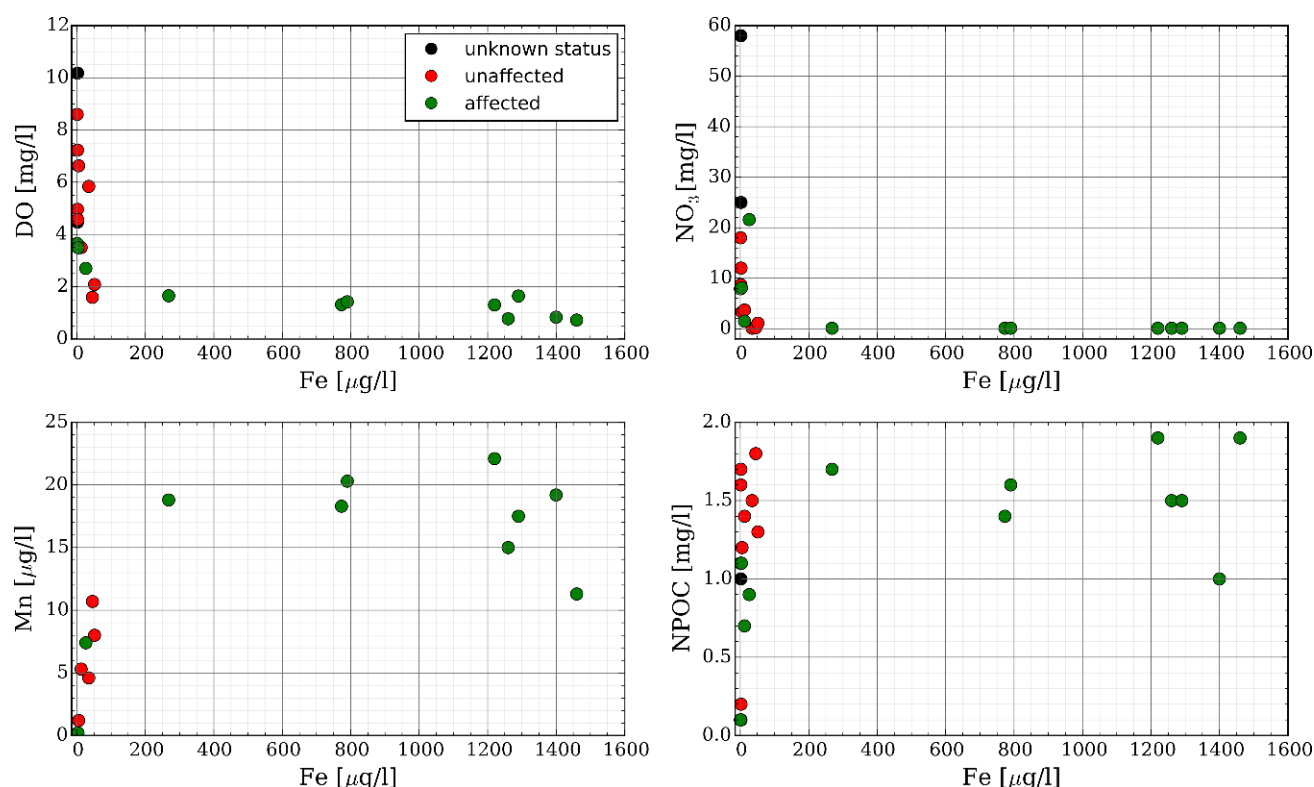 12
10
8
6
4
2
0
DO [mg/l]
0 200 400 600 800 1000 1200 1400 1600
Fe [μg/l]
unknown status
unaffected
affected
60
50
40
30
20
10
0
NO₃ [mg/l]
0 200 400 600 800 1000 1200 1400 1600
Fe [μg/l]
25
20
15
10
5
0
Mn [μg/l]
0 200 400 600 800 1000 1200 1400 1600
Fe [μg/l]
2.0
1.5
1.0
0.5
0.0
NPOC [mg/l]
0 200 400 600 800 1000 1200 1400 1600
Fe [μg/l]